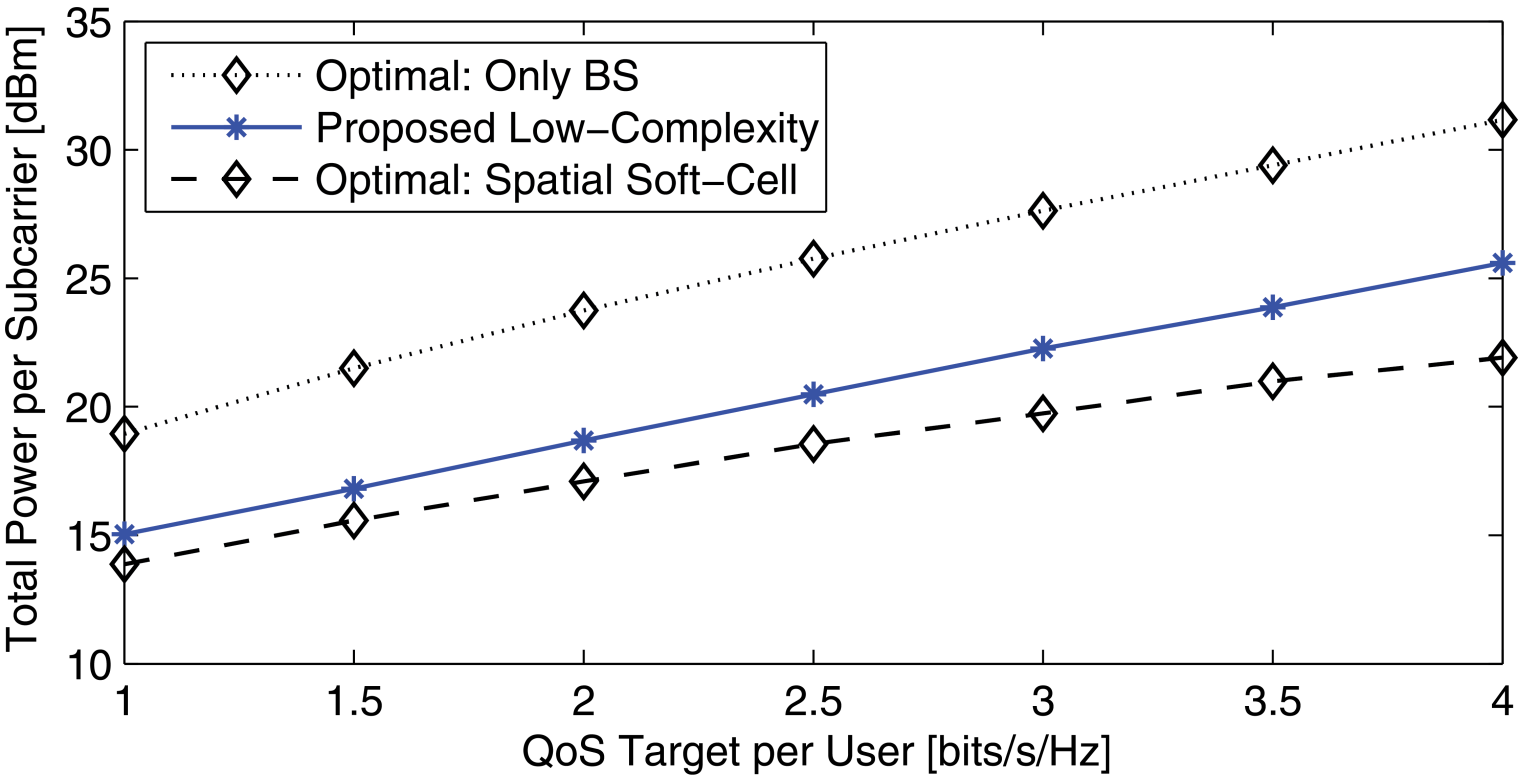 Total Power per Subcarrier [dBm]
35
30
25
20
15
10
Optimal: Only BS
Proposed Low−Complexity
Optimal: Spatial Soft−Cell
1 1.5 2 2.5 3 3.5 4
QoS Target per User [bits/s/Hz]